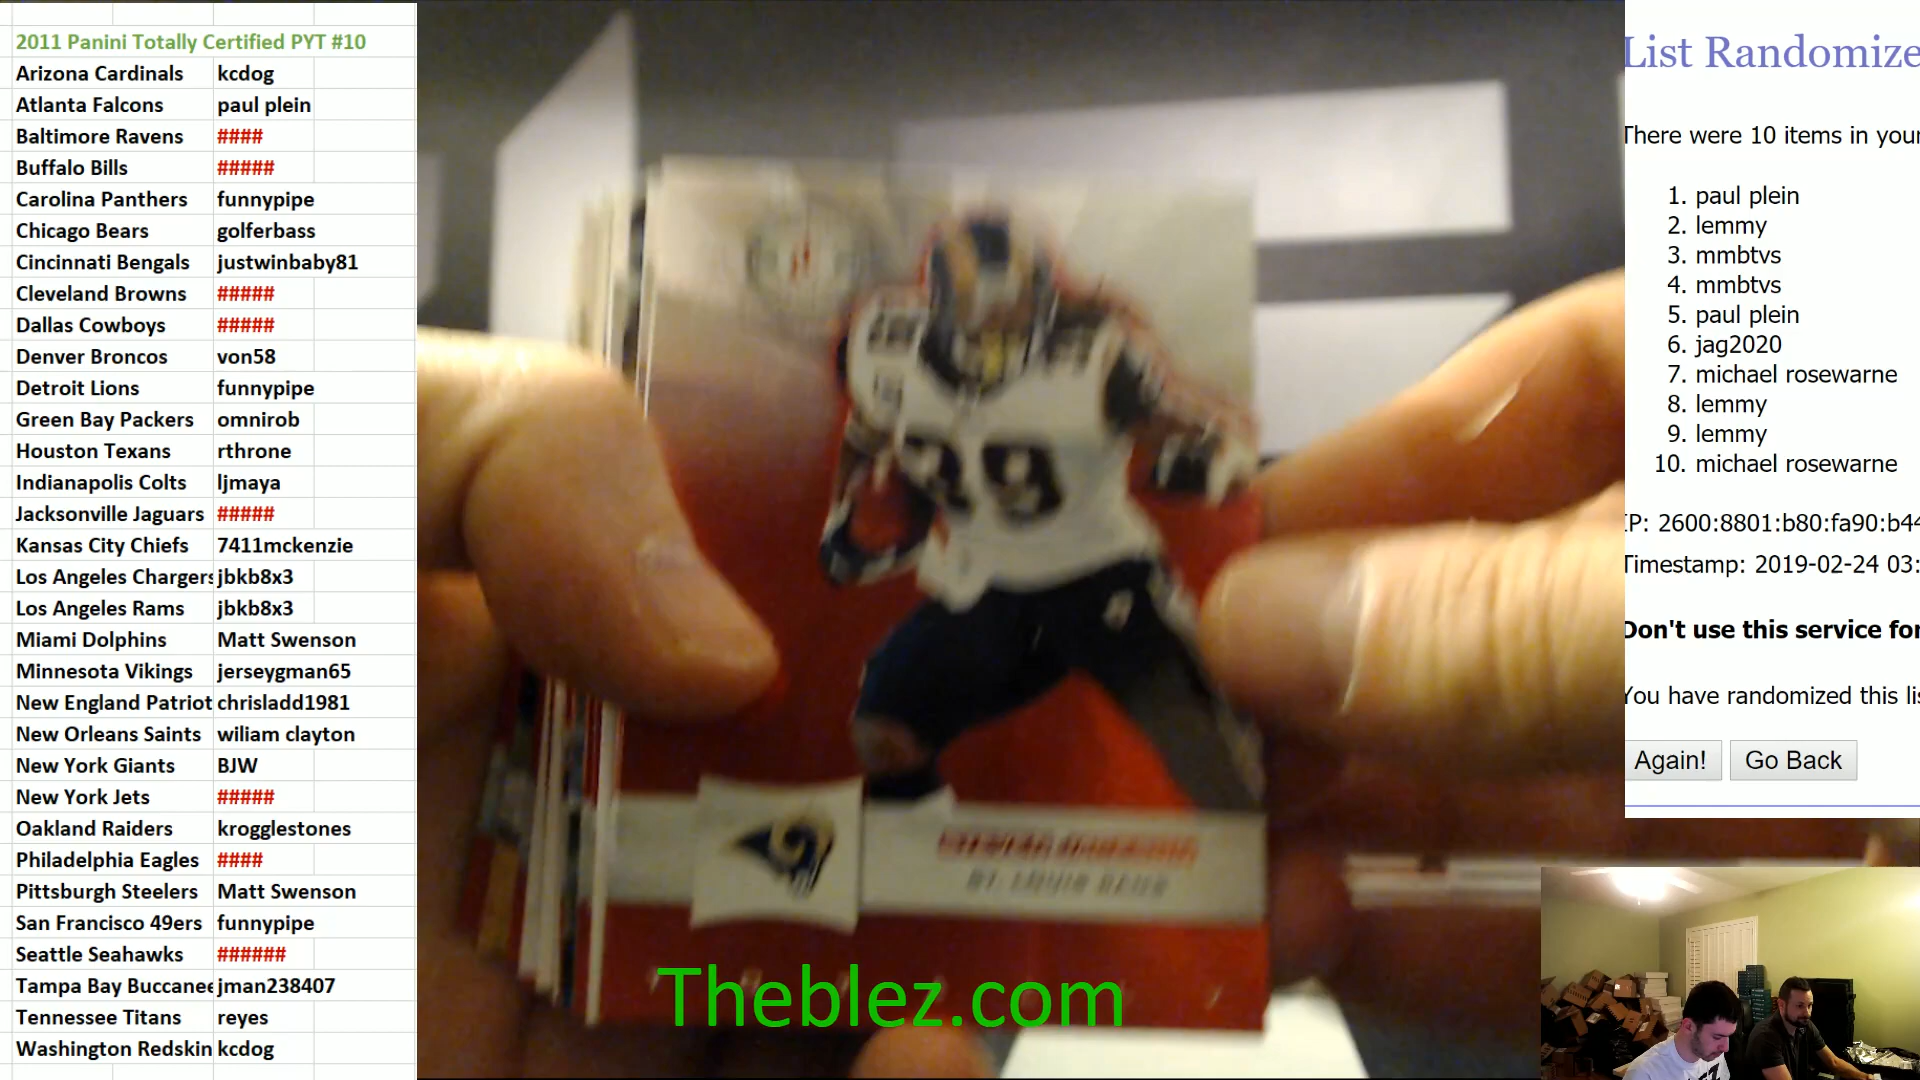 2011 Panini Totally Certified PYT #10
Arizona Cardinals kcdog
Atlanta Falcons paul plein
Baltimore Ravens ####
Buffalo Bills #####
Carolina Panthers funnypipe
Chicago Bears golferbass
Cincinnati Bengals justwinbaby81
Cleveland Browns #####
Dallas Cowboys #####
Denver Broncos von58
Detroit Lions funnypipe
Green Bay Packers omnirob
Houston Texans rthrone
Indianapolis Colts ljmaya
Jacksonville Jaguars #####
Kansas City Chiefs 7411mckenzie
Los Angeles Chargers jbkb8x3
Los Angeles Rams jbkb8x3
Miami Dolphins Matt Swenson
Minnesota Vikings jerseygman65
New England Patriot chrisladd1981
New Orleans Saints wiliam clayton
New York Giants BJW
New York Jets #####
Oakland Raiders krogglestones
Philadelphia Eagles ####
Pittsburgh Steelers Matt Swenson
San Francisco 49ers funnypipe
Seattle Seahawks ######
Tampa Bay Buccanee jman238407
Tennessee Titans reyes
Washington Redskin kcdog
39
ST. LOUIS RAMS
Theblez.com
List Randomize
There were 10 items in your
1. paul plein
2. lemmy
3. mmbtvs
4. mmbtvs
5. paul plein
6. jag2020
7. michael rosewarne
8. lemmy
9. lemmy
10. michael rosewarne
IP: 2600:8801:b80:fa90:b44
Timestamp: 2019-02-24 03:
Don't use this service for
You have randomized this lis
Again! Go Back